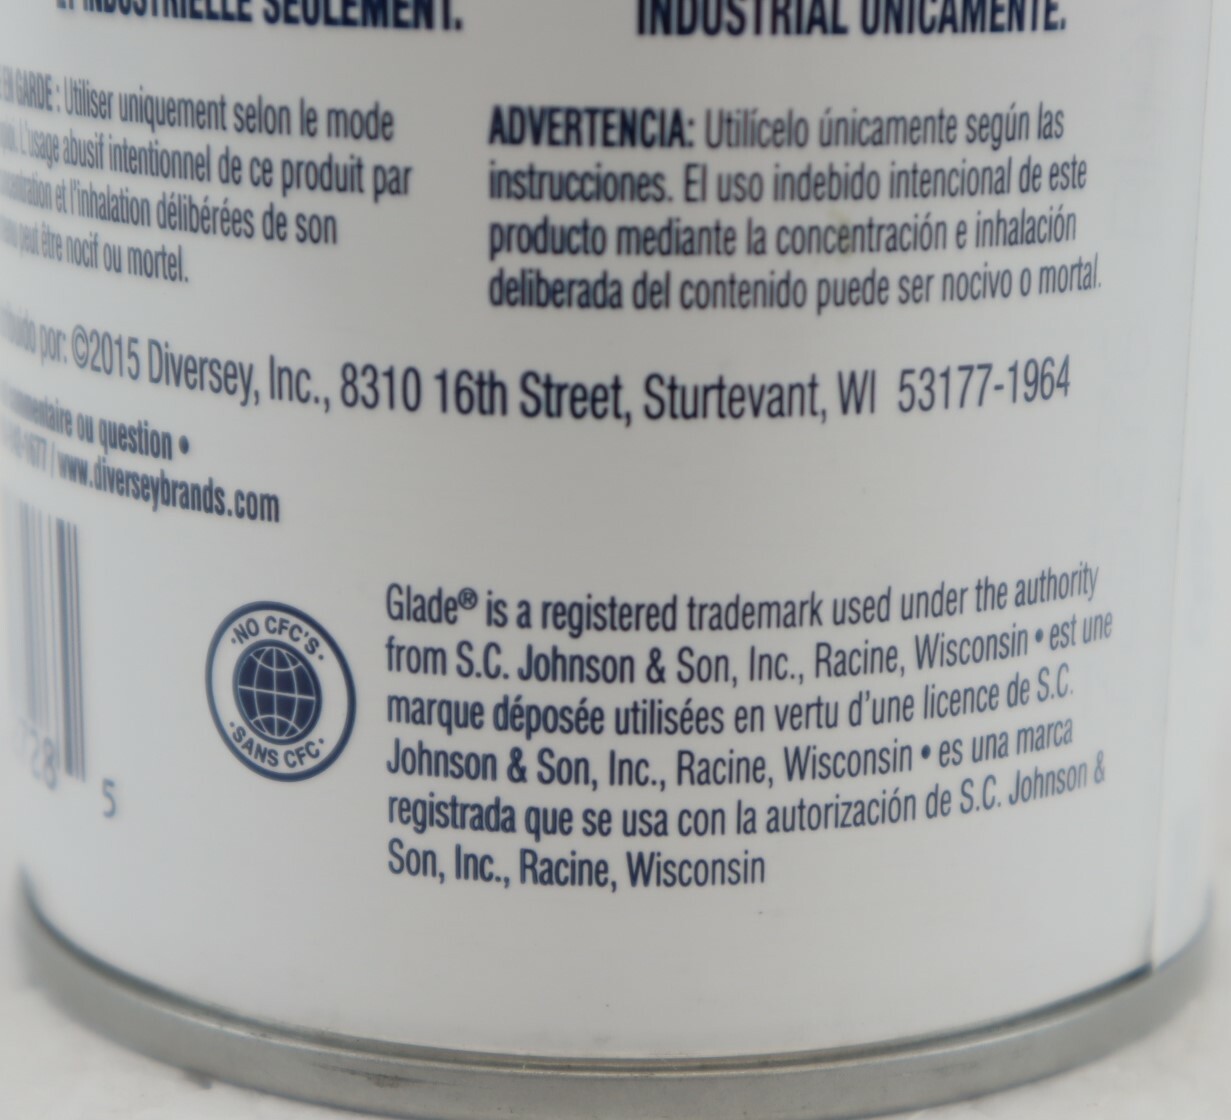 INDUSTRIELLE SEULEMENT.
INDUSTRIAL ÚNICAMENTE.
EN GARDE : Utiliser uniquement selon le mode
L'usage abusif intentionnel de ce produit par
et l'inhalation délibérées de son
peut être nocif ou mortel.
ADVERTENCIA: Utilícelo únicamente según las
instrucciones. El uso indebido intencional de este
producto mediante la concentración e inhalación
deliberada del contenido puede ser nocivo o mortal.
por: ©2015 Diversey, Inc., 8310 16th Street, Sturtevant, WI 53177-1964
ou question •
/ www.diverseybrands.com
728 5
•NO CFC'S•
•SANS CFC•
Glade® is a registered trademark used under the authority
from S.C. Johnson & Son, Inc., Racine, Wisconsin • est une
marque déposée utilisées en vertu d'une licence de S.C.
Johnson & Son, Inc., Racine, Wisconsin • es una marca
registrada que se usa con la autorización de S.C. Johnson &
Son, Inc., Racine, Wisconsin